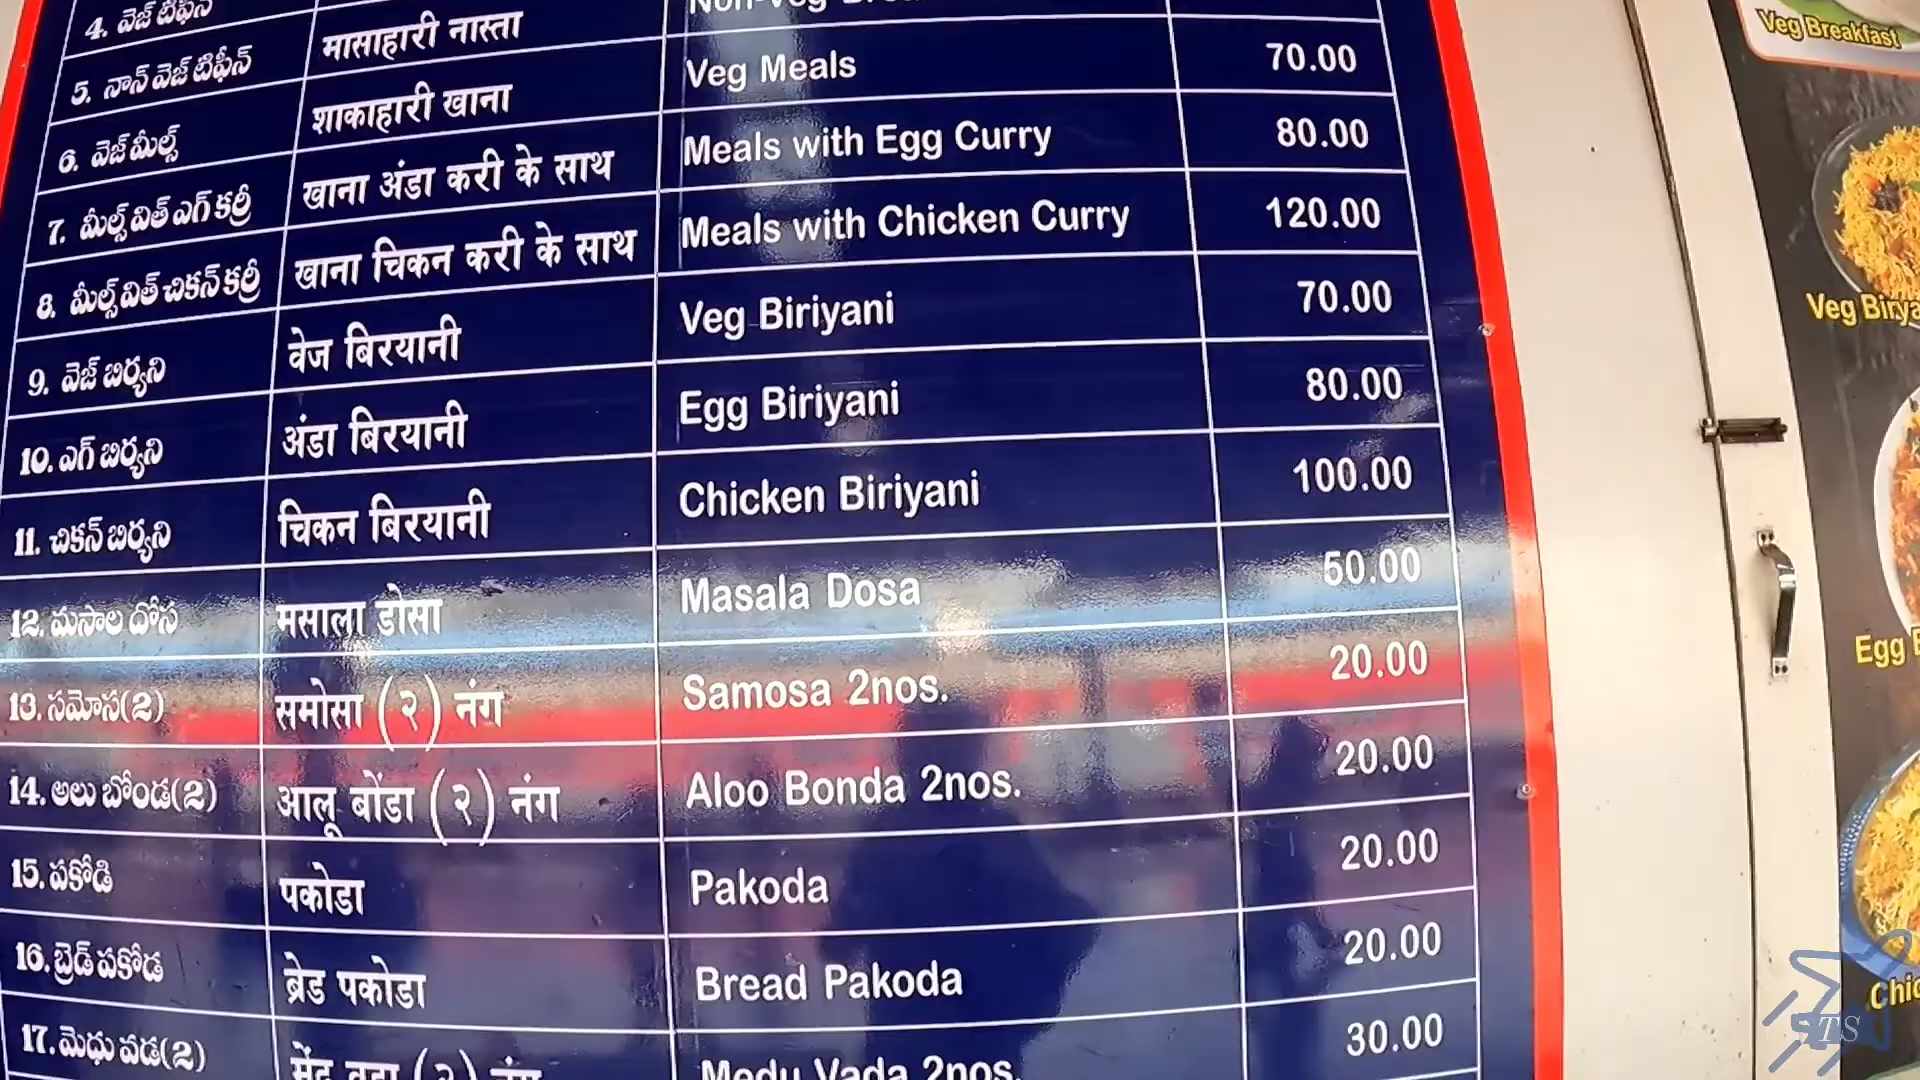 4. వెజ్ టిఫిన్
5. నాన్ వెజ్ టిఫిన్ मासाहारी नास्ता
6. వెజ్ మీల్స్ शाकाहारी खाना Veg Meals 70.00
7. మీల్స్ విత్ ఎగ్ కర్రీ खाना अंडा करी के साथ Meals with Egg Curry 80.00
8. మీల్స్ విత్ చికన్ కర్రీ खाना चिकन करी के साथ Meals with Chicken Curry 120.00
9. వెజ్ బిర్యని वेज बिरयानी Veg Biriyani 70.00
10. ఎగ్ బిర్యని अंडा बिरयानी Egg Biriyani 80.00
11. చికన్ బిర్యని चिकन बिरयानी Chicken Biriyani 100.00
12. మసాల దోస मसाला डोसा Masala Dosa 50.00
13. సమోస(2) समोसा (२) नंग Samosa 2nos. 20.00
14. అలు బోండ(2) आलू बोंडा (२) नंग Aloo Bonda 2nos. 20.00
15. పకోడి पकोडा Pakoda 20.00
16. బ్రెడ్ పకోడ ब्रेड पकोडा Bread Pakoda 20.00
17. మెధు వడ(2) Medu Vada 2nos. 30.00
Veg Breakfast
Veg
Egg
TS